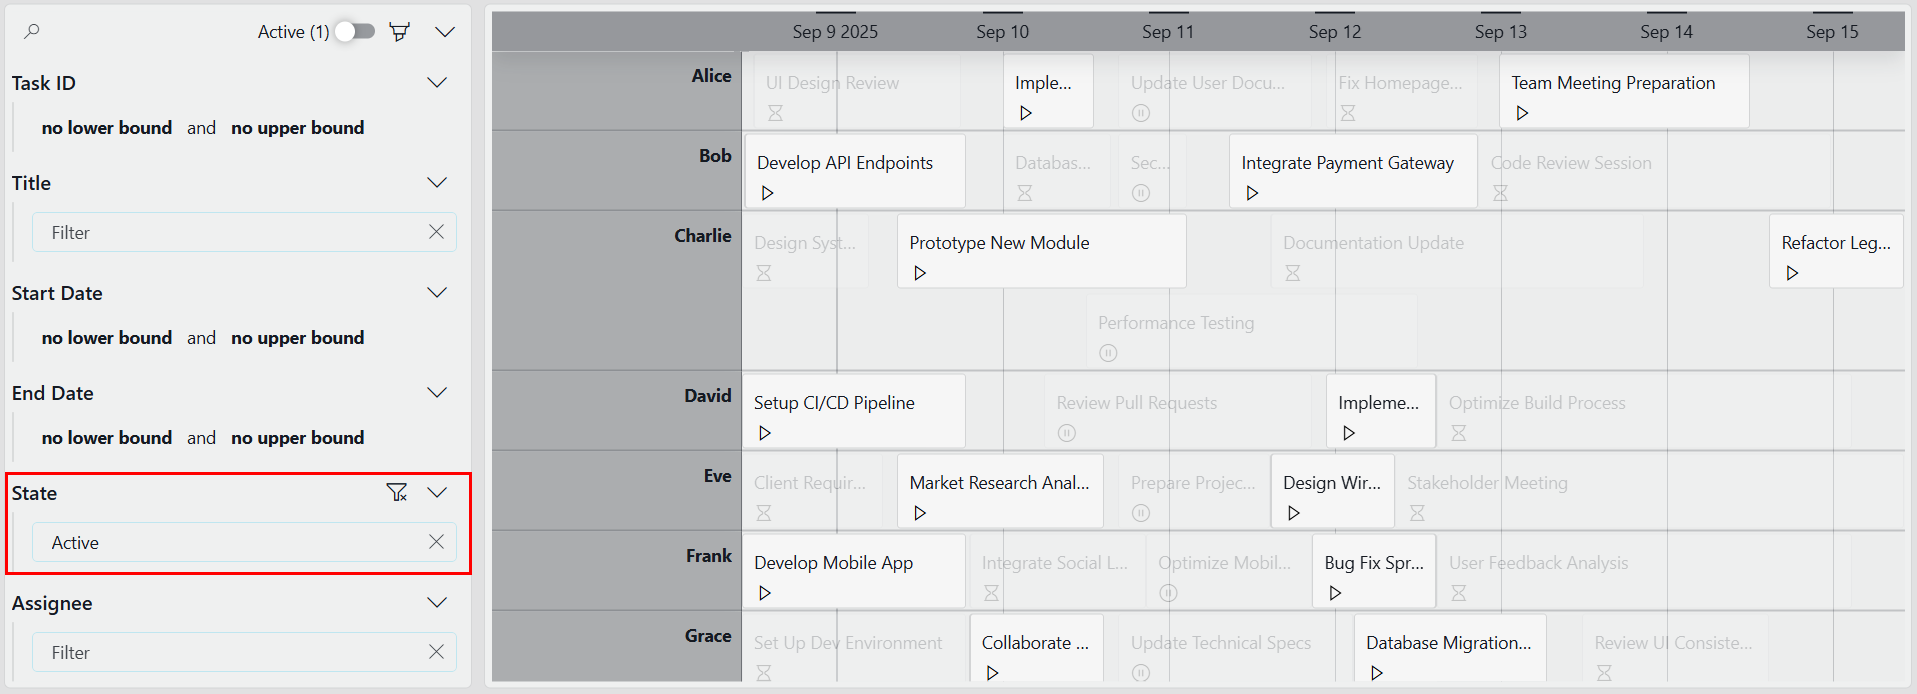 Active (1)
Task ID
no lower bound and no upper bound
Title
Filter
Start Date
no lower bound and no upper bound
End Date
no lower bound and no upper bound
State
Active
Assignee
Filter
Sep 9 2025 Sep 10 Sep 11 Sep 12 Sep 13 Sep 14 Sep 15
Alice UI Design Review Imple... Update User Docu... Fix Homepage... Team Meeting Preparation
Bob Develop API Endpoints Databas... Sec... Integrate Payment Gateway Code Review Session
Charlie Design Syst... Prototype New Module Documentation Update Refactor Leg...
Performance Testing
David Setup CI/CD Pipeline Review Pull Requests Impleme... Optimize Build Process
Eve Client Requir... Market Research Anal... Prepare Projec... Design Wir... Stakeholder Meeting
Frank Develop Mobile App Integrate Social L... Optimize Mobil... Bug Fix Spr... User Feedback Analysis
Grace Set Up Dev Environment Collaborate ... Update Technical Specs Database Migration... Review UI Consiste...